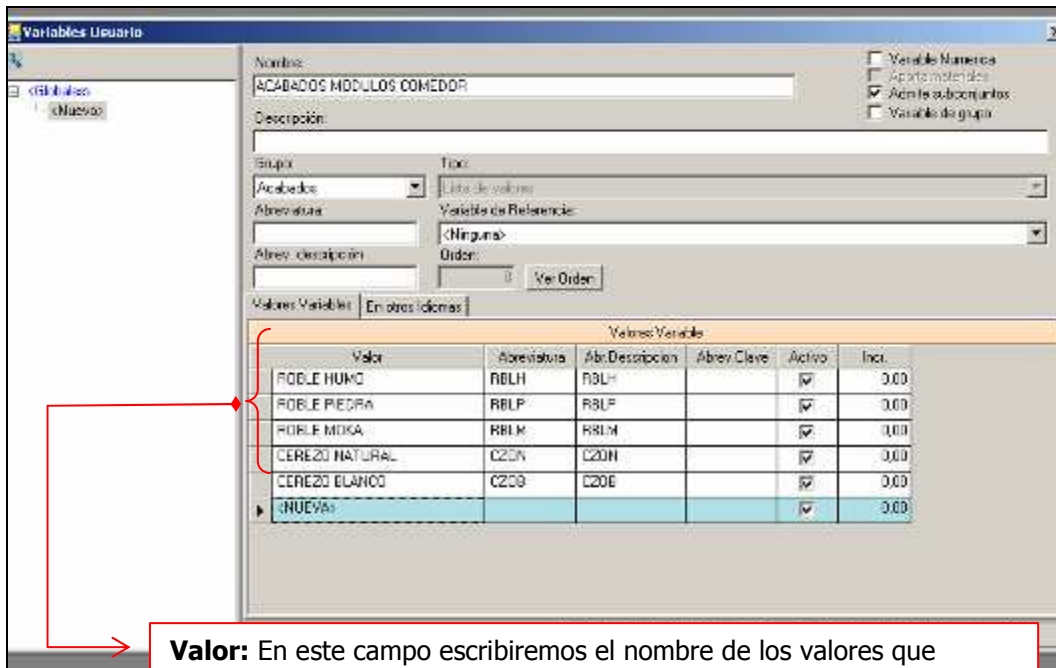 Variables Usuario
<Globales>
<Nueva>
Nombre:
ACABADOS MODULOS COMEDOR
Variable Numerica
Aporta materiales
Admite subconjuntos
Variable de grupo
Descripción:
Grupo: Tipo:
Acabados Lista de valores
Abreviatura Variable de Referencia:
<Ninguna>
Abrev. descripción Orden:
0 Ver Orden
Valores Variables En otros Idiomas
Valores Variable
Valor Abreviatura Abr.Descripcion Abrev.Clave Activo Incr.
ROBLE HUMO RBLH RBLH 0,00
ROBLE PIEDRA RBLP RBLP 0,00
ROBLE MOKA RBLM RBLM 0,00
CEREZO NATURAL CZON CZON 0,00
CEREZO BLANCO CZOB CZOB 0,00
<NUEVA> 0,00
Valor: En este campo escribiremos el nombre de los valores que